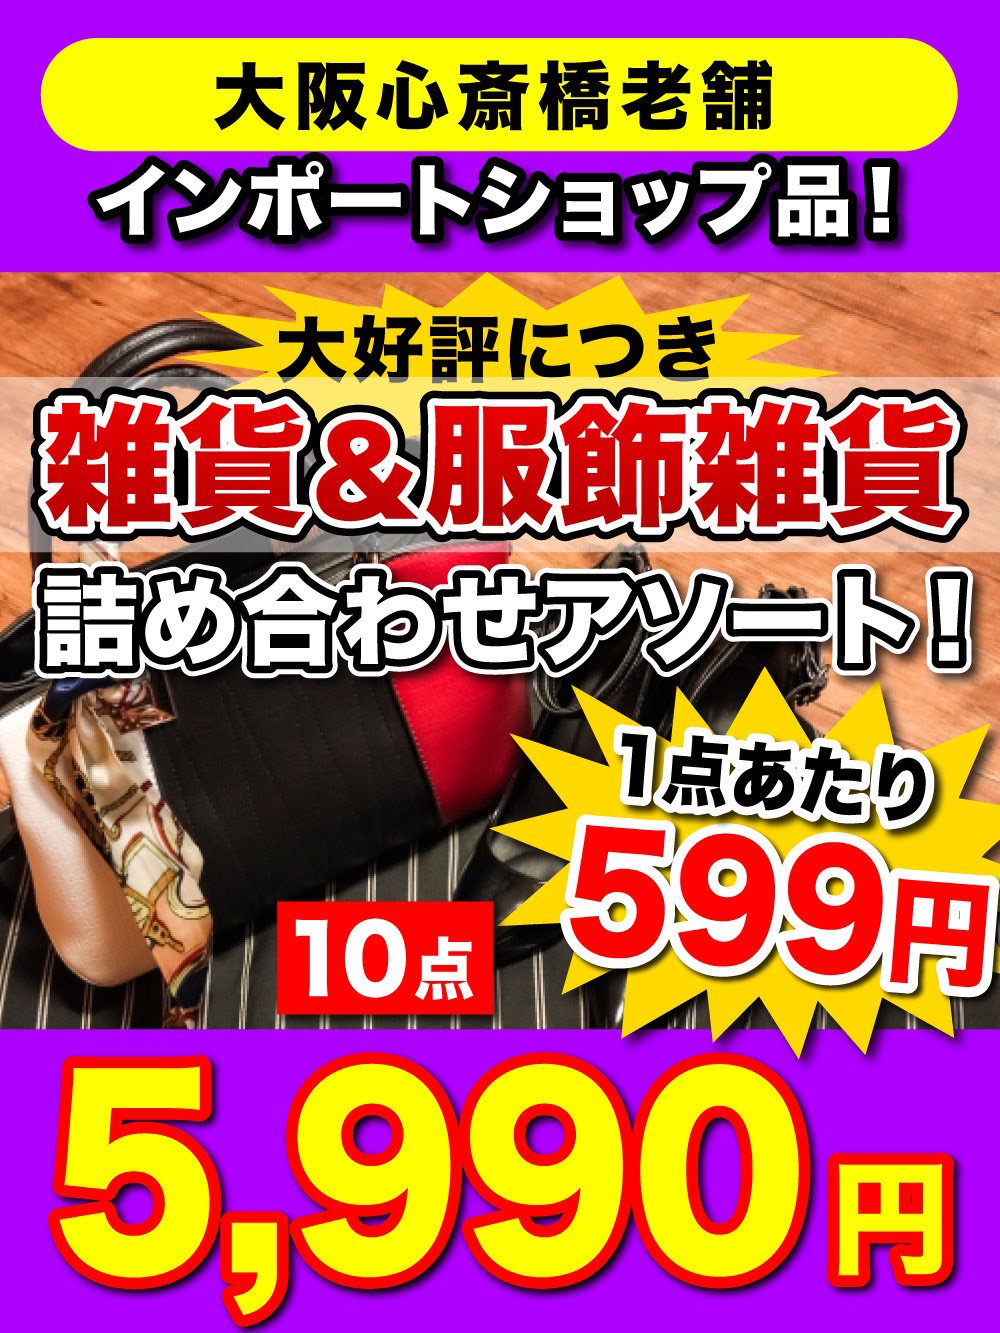 大阪心斎橋老舗
インポートショップ品！
大好評につき
雑貨&服飾雑貨
詰め合わせアソート！
1点あたり
599円
10点
5,990円